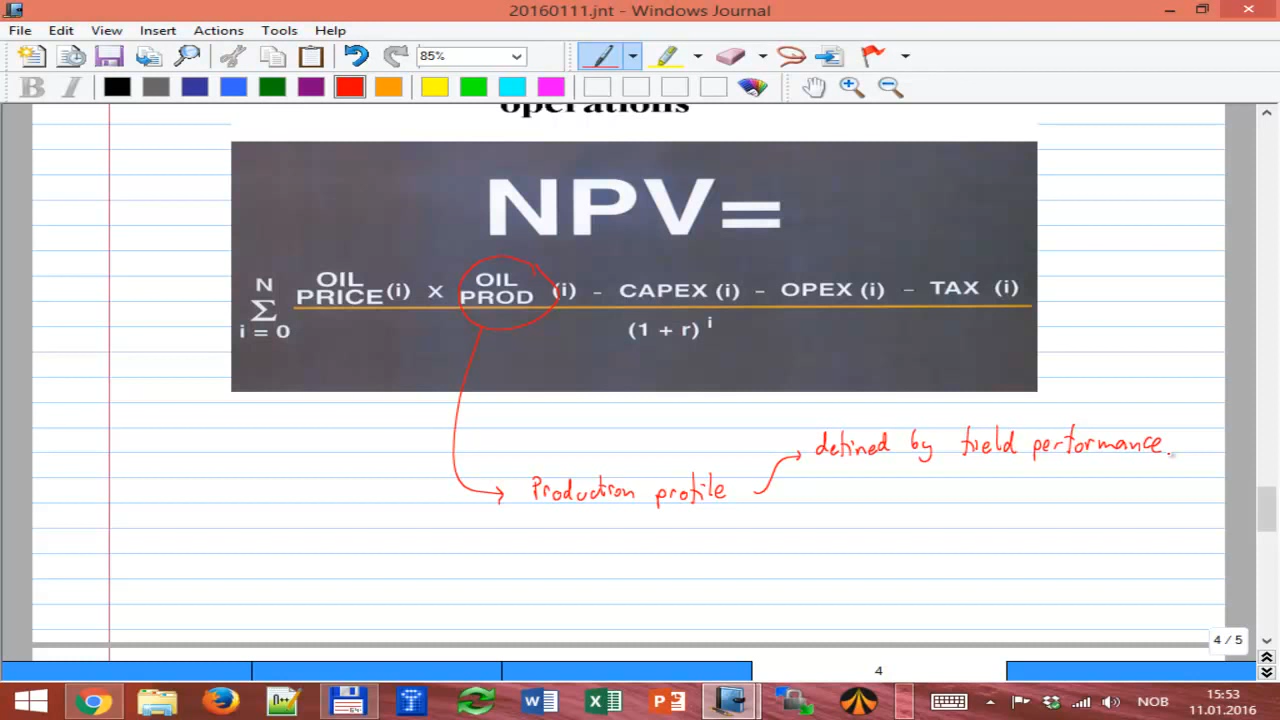 20160111.jnt - Windows Journal
File Edit View Insert Actions Tools Help
85%
B I
operations
NPV=
N
Σ
i = 0
OIL PRICE (i) X OIL PROD (i) - CAPEX (i) - OPEX (i) - TAX (i)
(1 + r) i
defined by field performance.
Production profile
4 / 5
4
NOB
15:53
11.01.2016